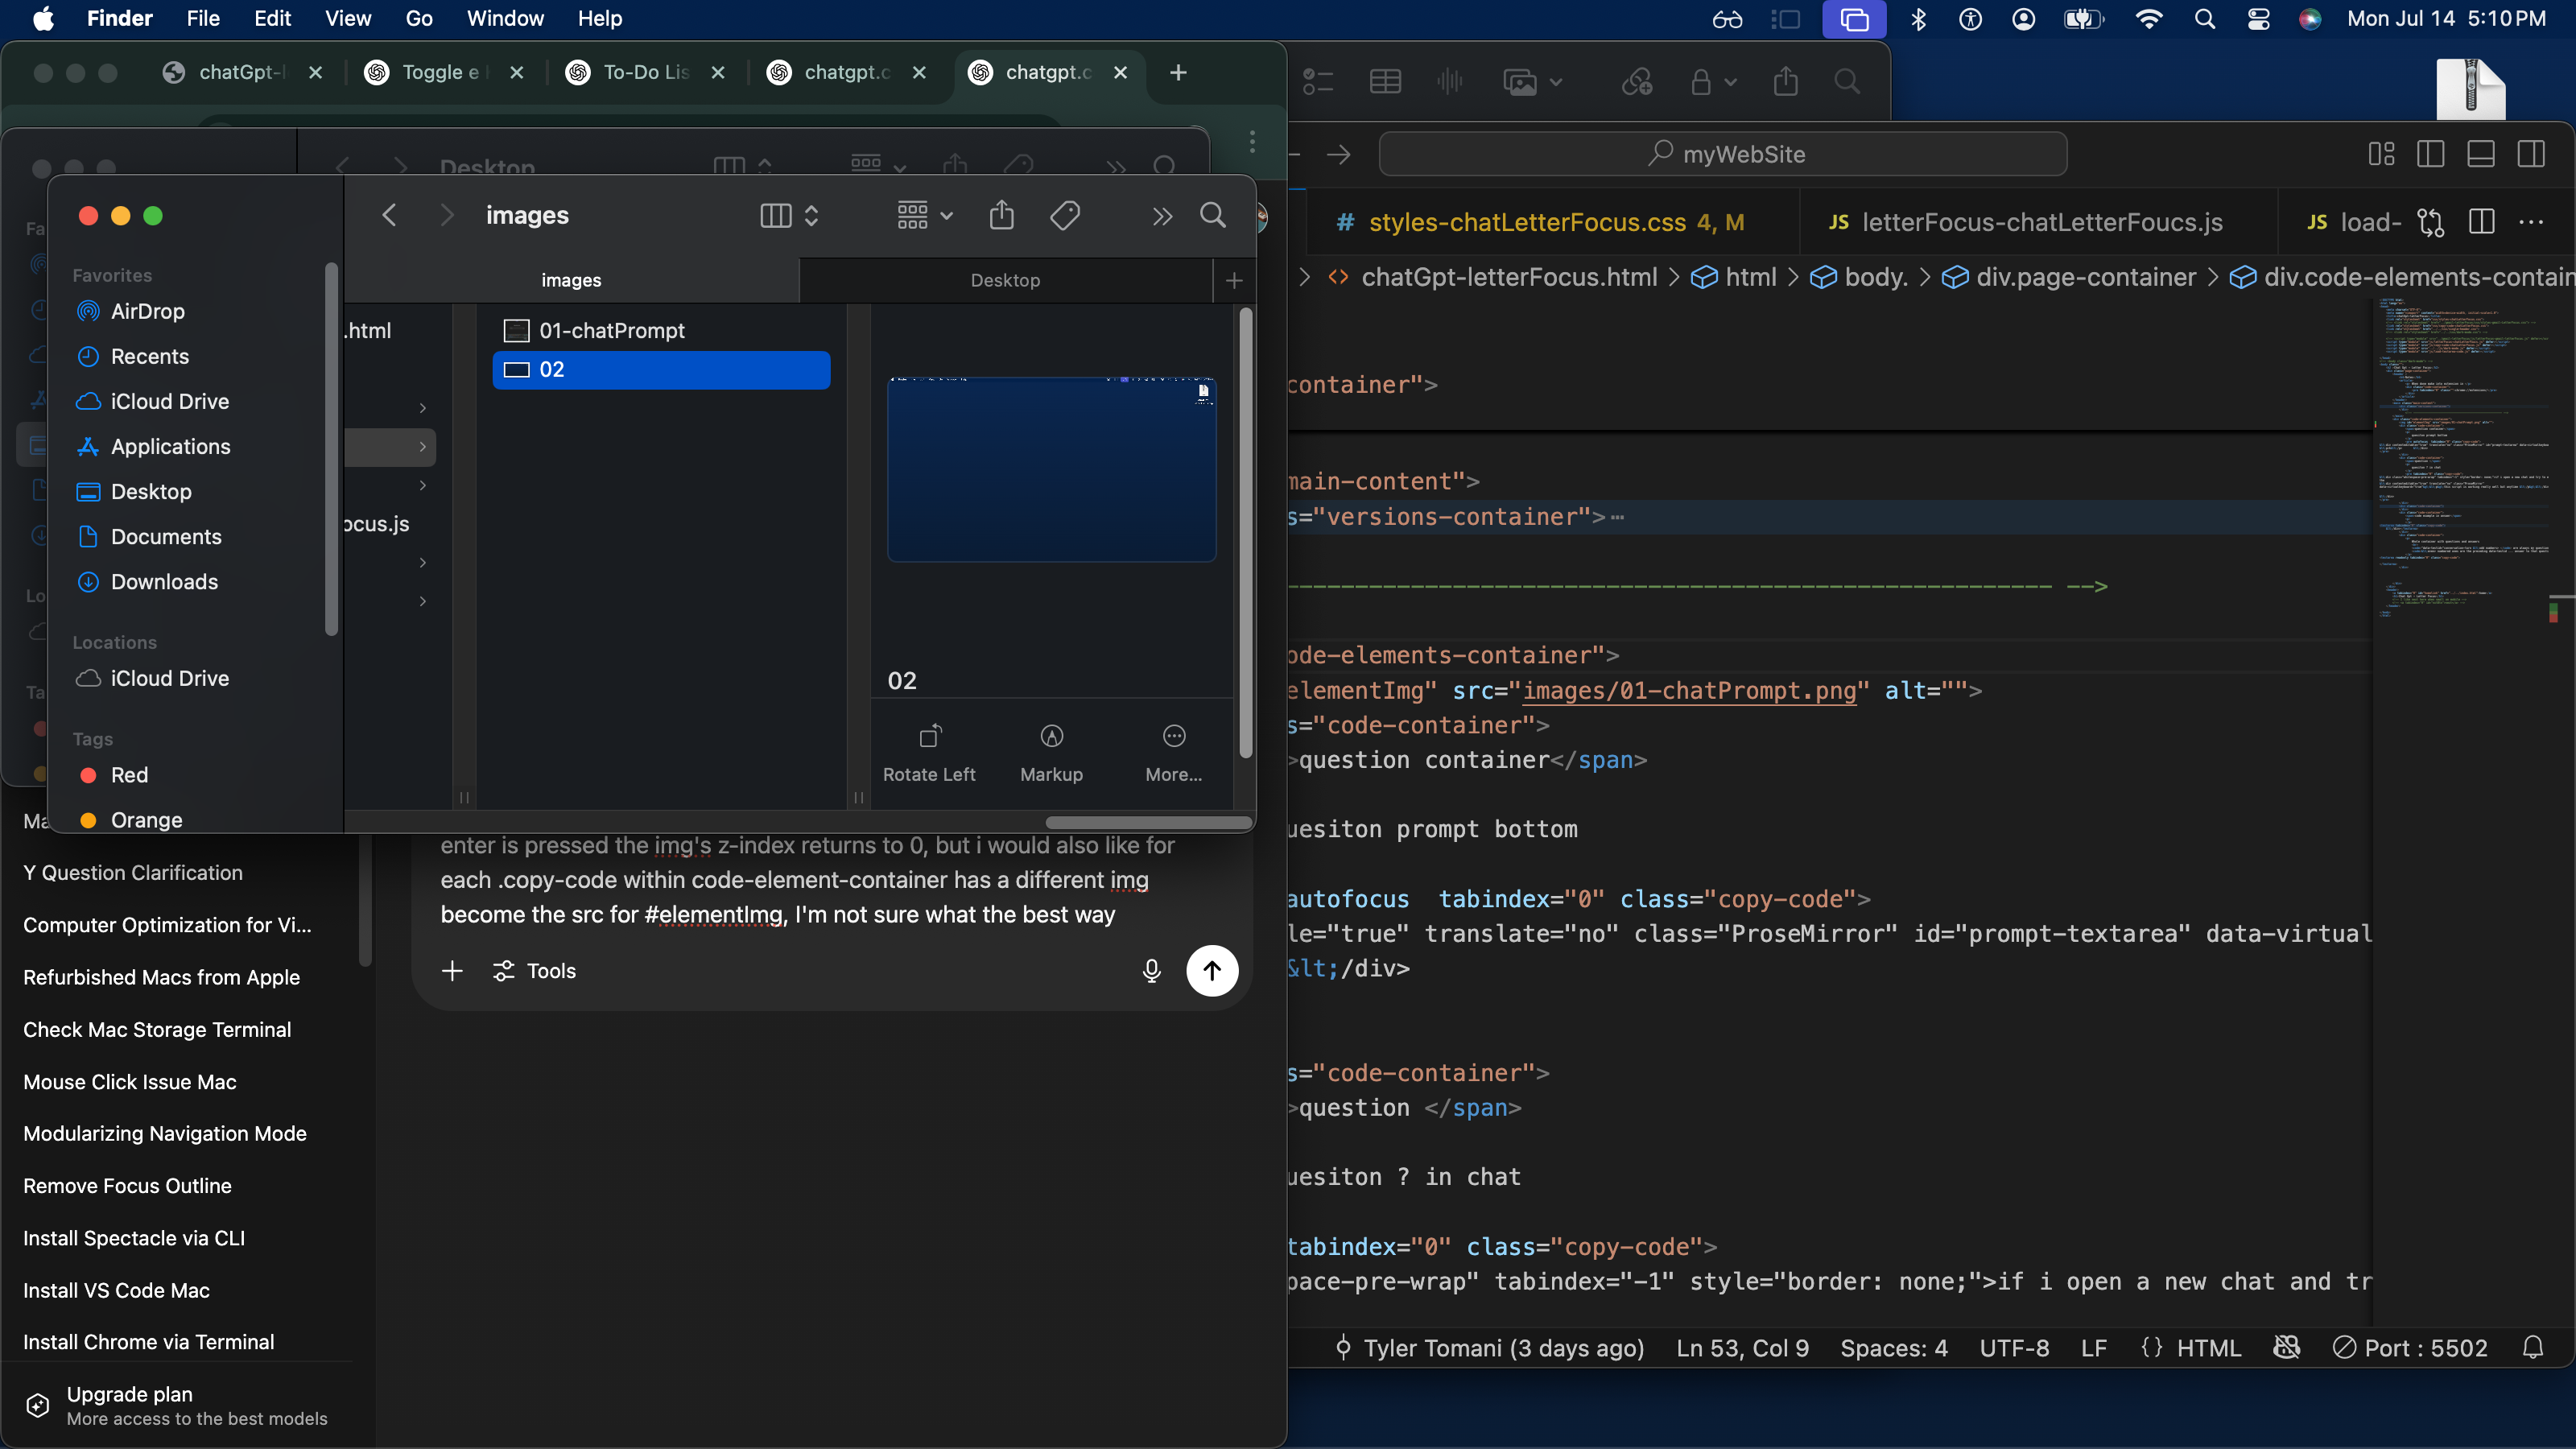 Finder File Edit View Go Window Help
Mon Jul 14 5:10 PM
chatGpt-l
Toggle e
To-Do Lis
chatgpt.c
chatgpt.c
Desktop
images
images
Desktop
Favorites
AirDrop
Recents
iCloud Drive
Applications
Desktop
Documents
Downloads
Locations
iCloud Drive
Tags
Red
Orange
Fa
Lo
Ta
.html
ocus.js
01-chatPrompt
02
02
Rotate Left
Markup
More...
Ma
Y Question Clarification
Computer Optimization for Vi...
Refurbished Macs from Apple
Check Mac Storage Terminal
Mouse Click Issue Mac
Modularizing Navigation Mode
Remove Focus Outline
Install Spectacle via CLI
Install VS Code Mac
Install Chrome via Terminal
Upgrade plan
More access to the best models
enter is pressed the img's z-index returns to 0, but i would also like for
each .copy-code within code-element-container has a different img
become the src for #elementImg, I'm not sure what the best way
Tools
myWebSite
# styles-chatLetterFocus.css 4, M
JS letterFocus-chatLetterFoucs.js
JS load-
chatGpt-letterFocus.html > html > body. > div.page-container > div.code-elements-contain
container">
main-content">
s="versions-container">
-->
ode-elements-container">
elementImg" src="images/01-chatPrompt.png" alt="">
s="code-container">
>question container</span>
uesiton prompt bottom
autofocus  tabindex="0" class="copy-code">
le="true" translate="no" class="ProseMirror" id="prompt-textarea" data-virtual
&lt;/div>
s="code-container">
>question </span>
uesiton ? in chat
tabindex="0" class="copy-code">
pace-pre-wrap" tabindex="-1" style="border: none;">if i open a new chat and tr
Tyler Tomani (3 days ago)
Ln 53, Col 9
Spaces: 4
UTF-8
LF
{} HTML
Port : 5502